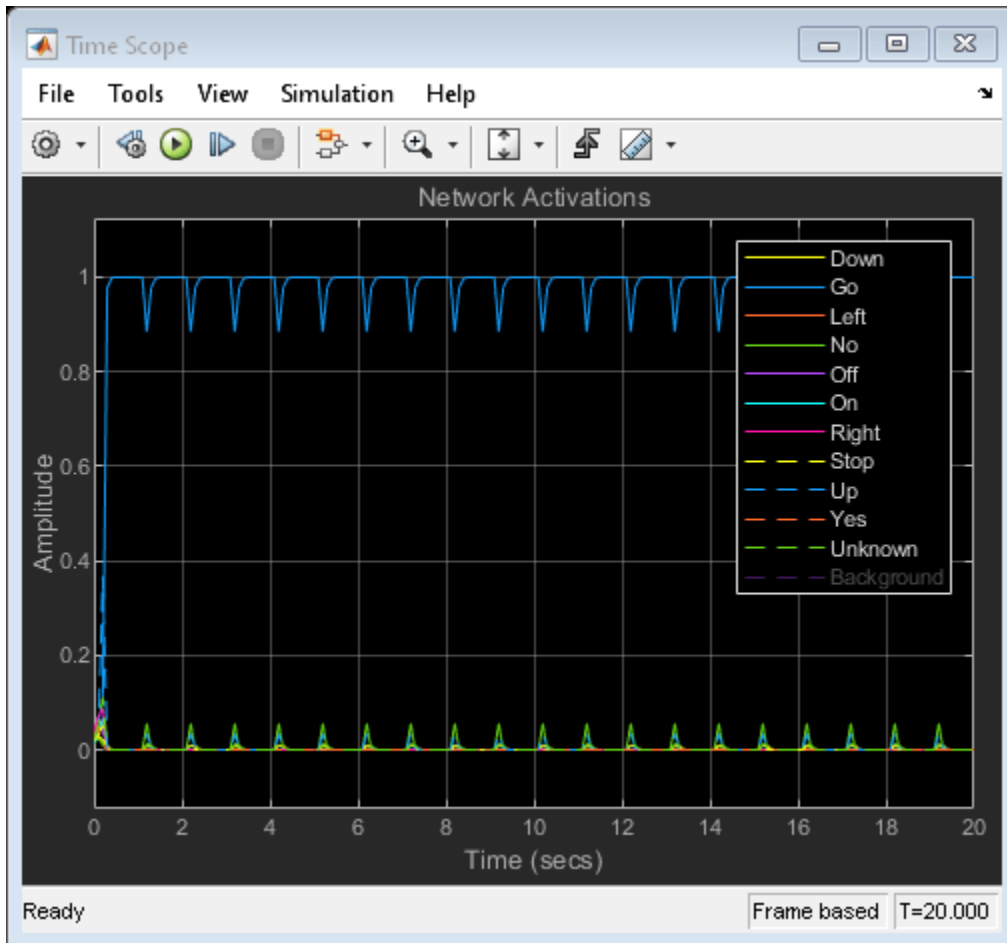 Time Scope
File Tools View Simulation Help
Network Activations
Amplitude
1
0.8
0.6
0.4
0.2
0
Down
Go
Left
No
Off
On
Right
Stop
Up
Yes
Unknown
Background
0 2 4 6 8 10 12 14 16 18 20
Time (secs)
Ready Frame based T=20.000